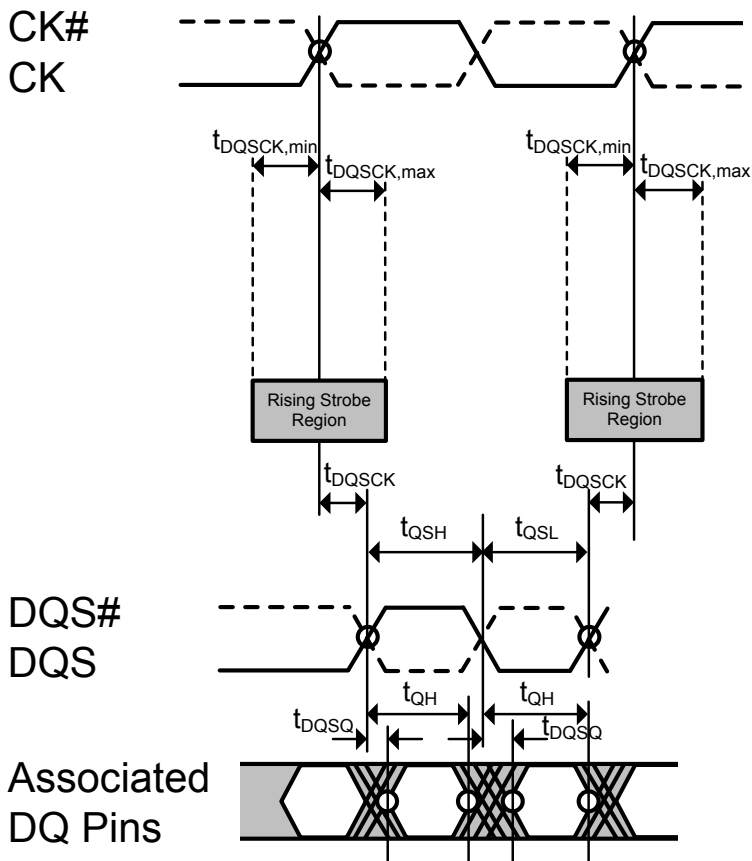 CK#
CK
tDQSCK,min
tDQSCK,max
tDQSCK,min
tDQSCK,max
Rising Strobe
Region
Rising Strobe
Region
tDQSCK
tDQSCK
tQSH
tQSL
DQS#
DQS
tQH
tQH
tDQSQ
tDQSQ
Associated
DQ Pins